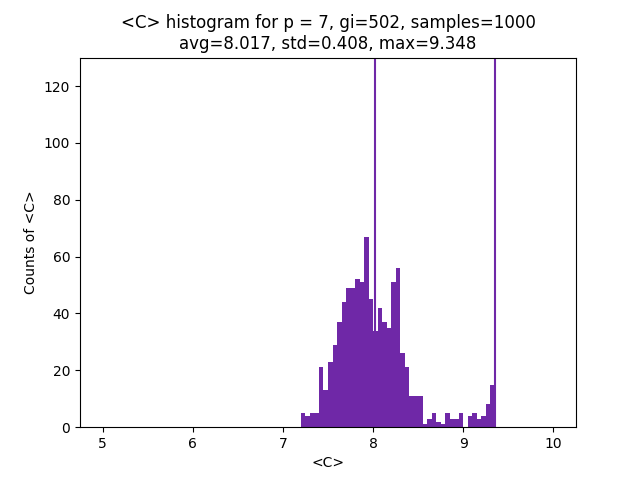 <C> histogram for p = 7, gi=502, samples=1000
avg=8.017, std=0.408, max=9.348
120
100
80
60
40
20
0
Counts of <C>
5 6 7 8 9 10
<C>